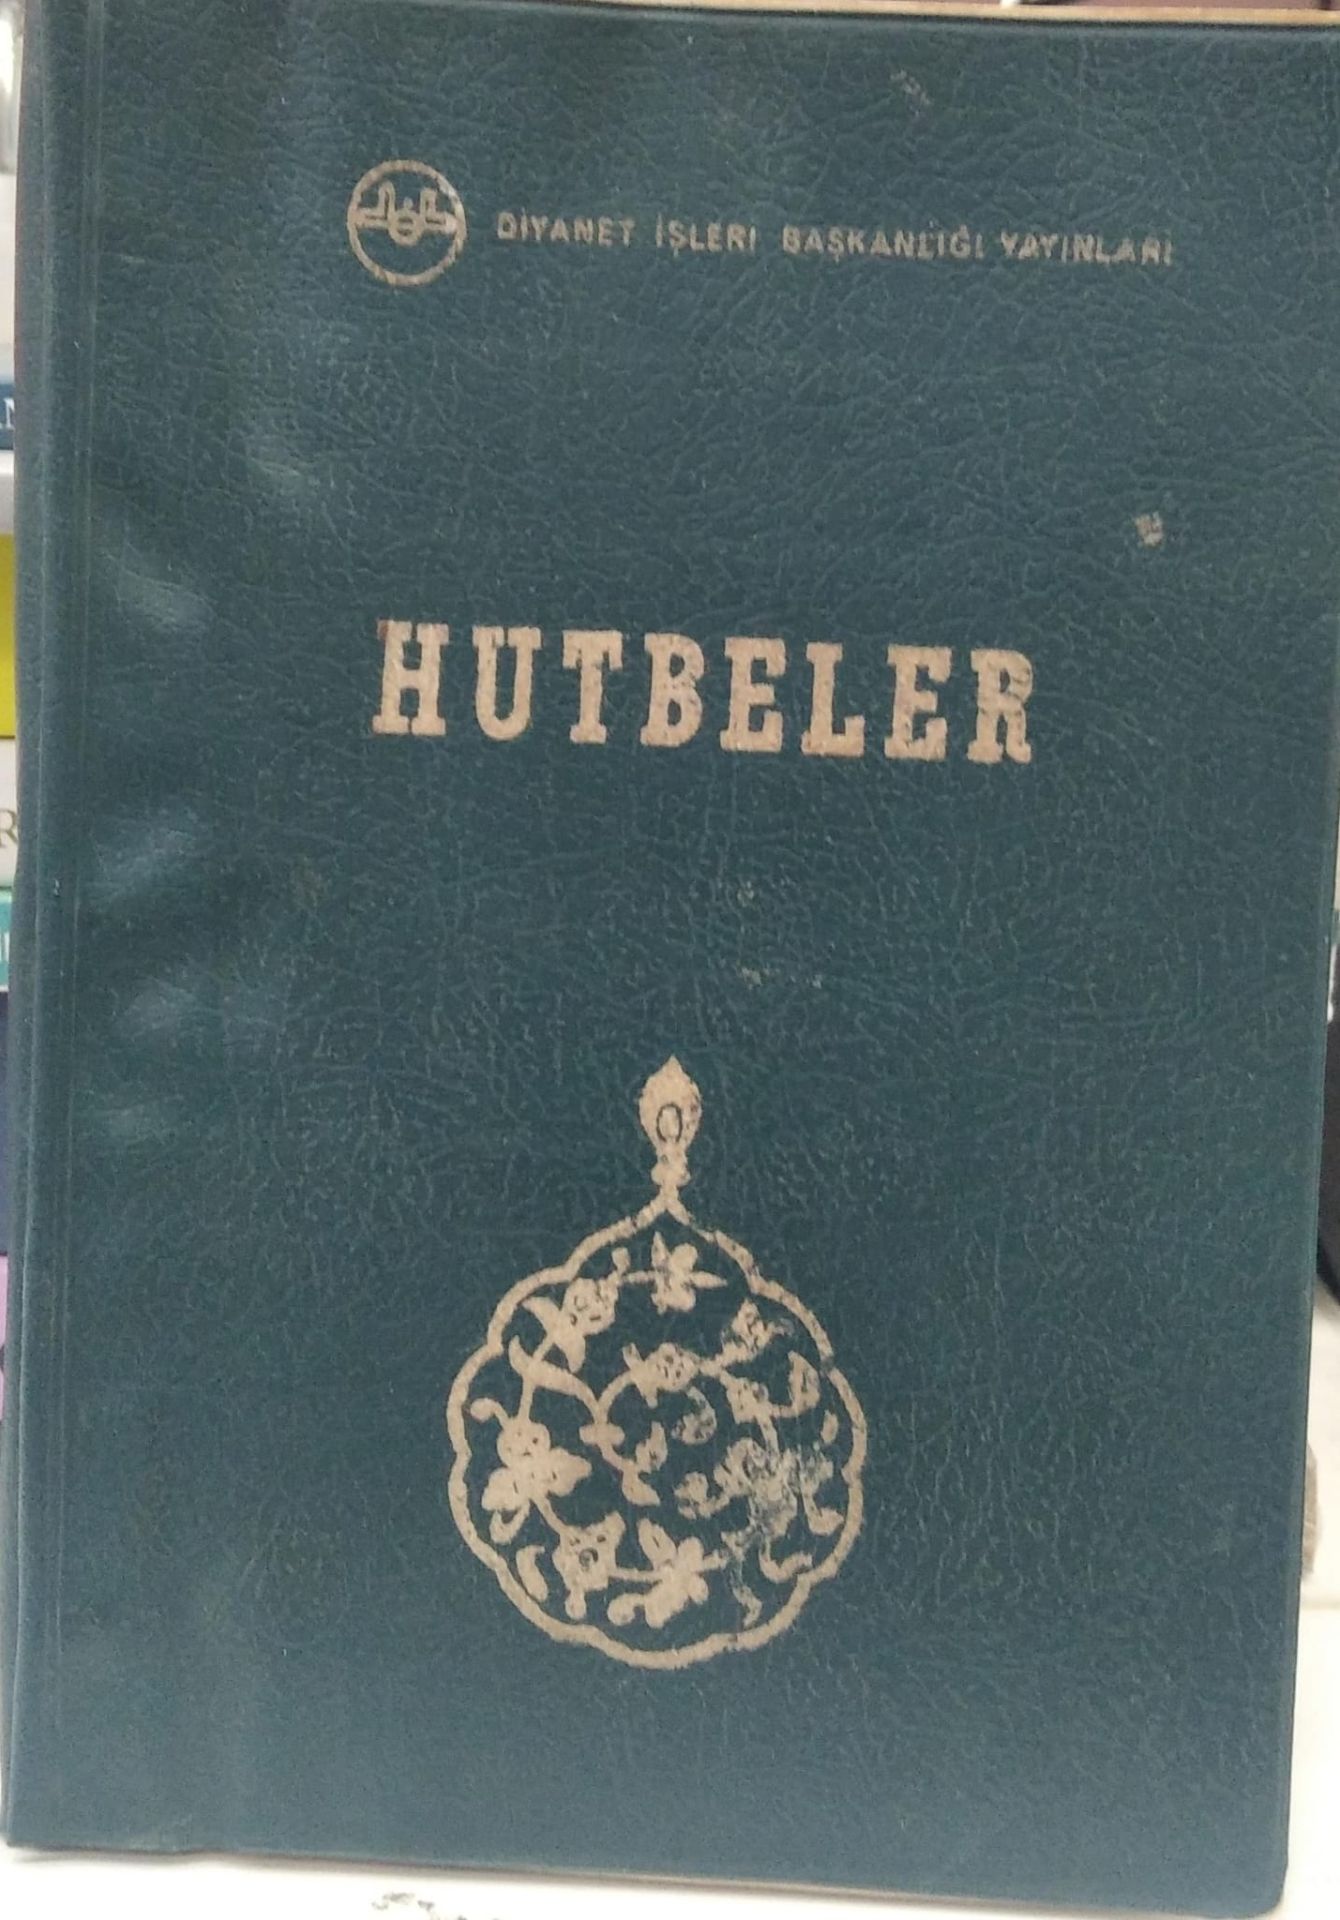 DİYANET İŞLERİ BAŞKANLIĞI YAYINLARI
HUTBELER